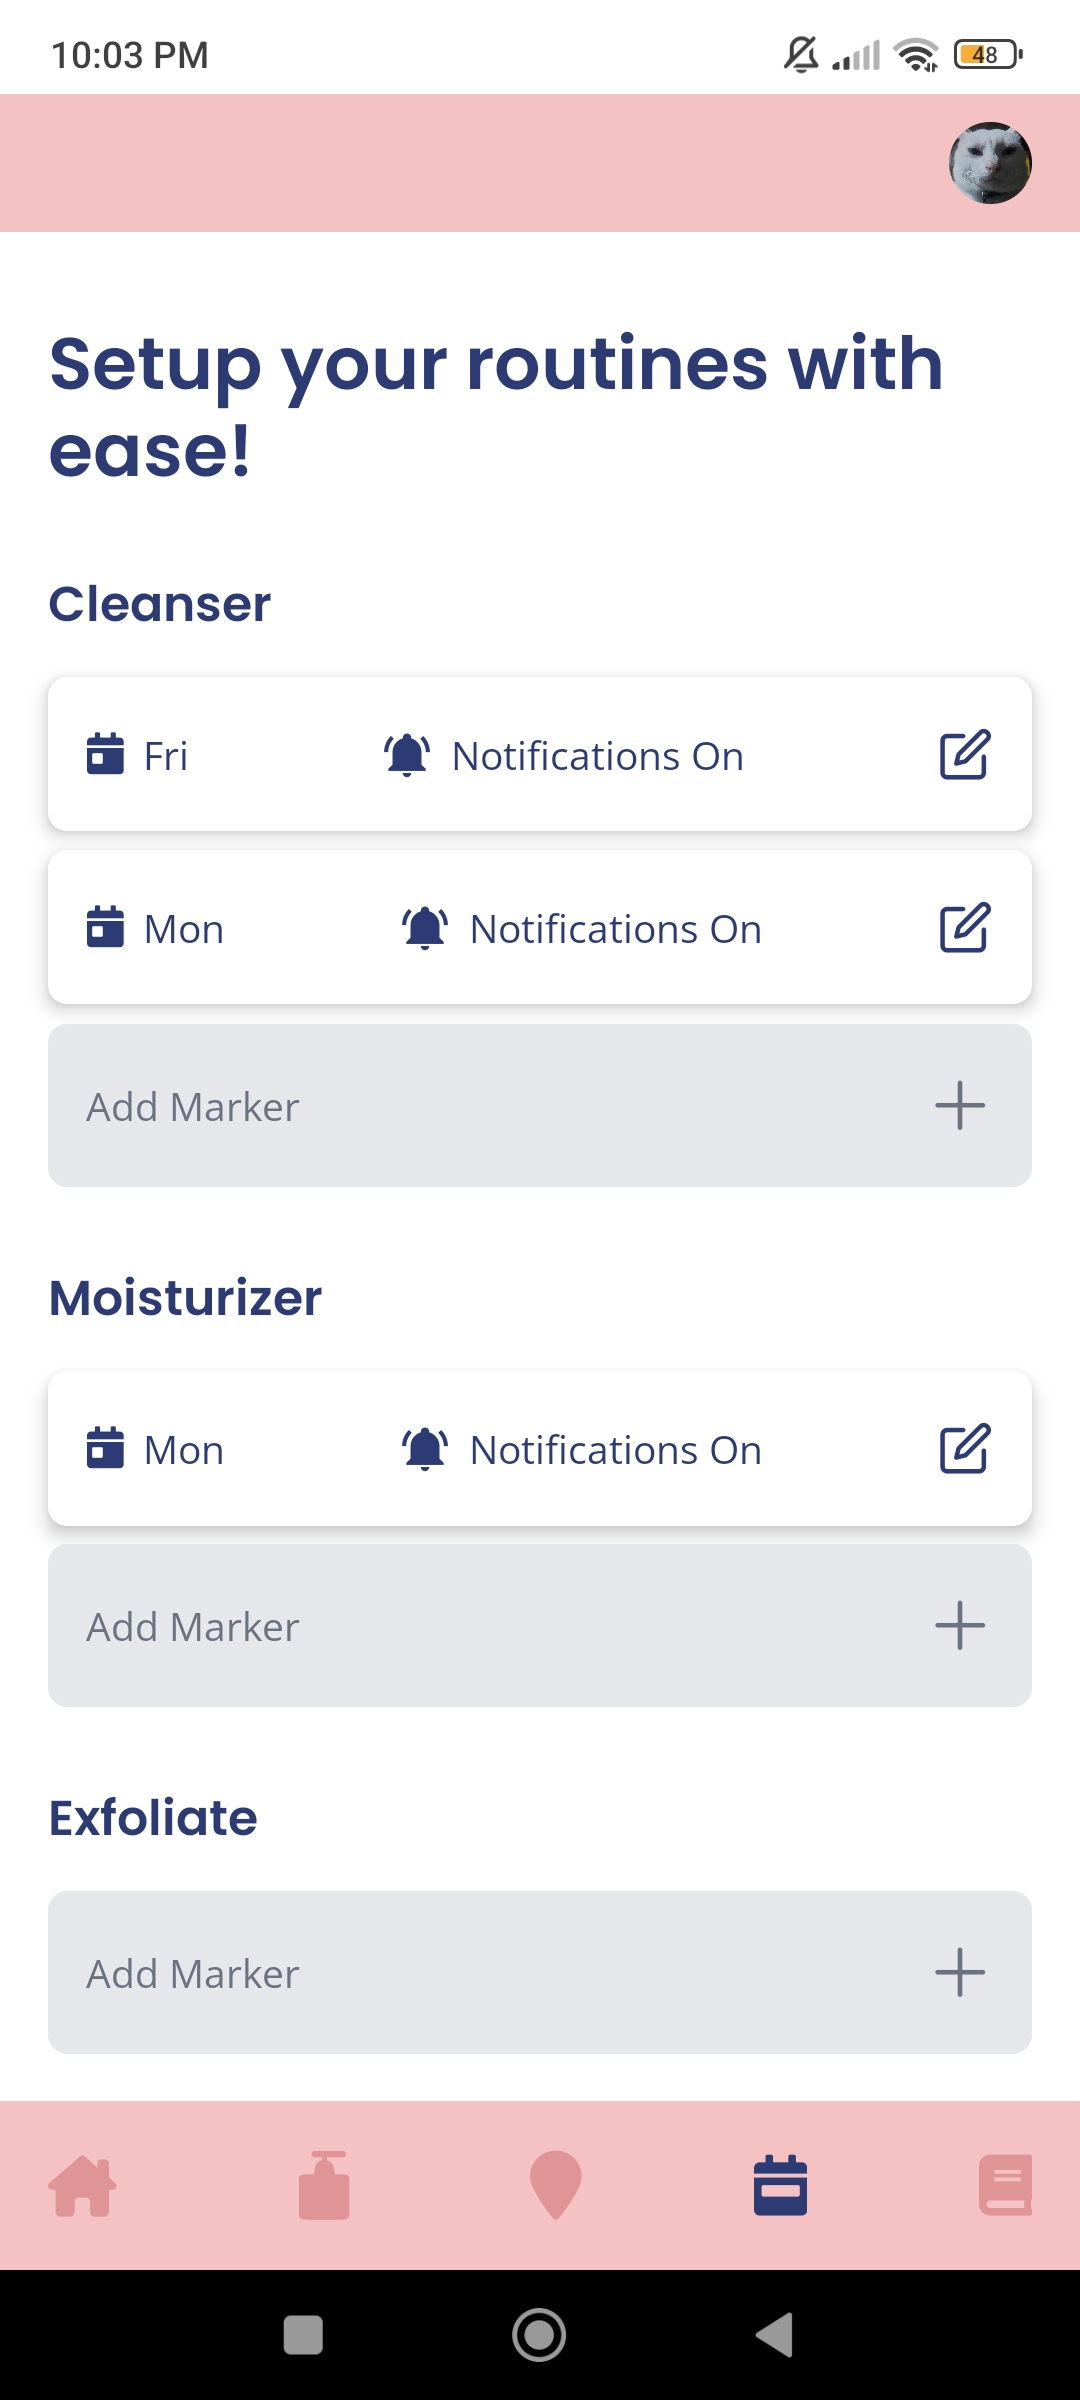 10:03 PM
48
Setup your routines with
ease!
Cleanser
Fri Notifications On
Mon Notifications On
Add Marker
Moisturizer
Mon Notifications On
Add Marker
Exfoliate
Add Marker